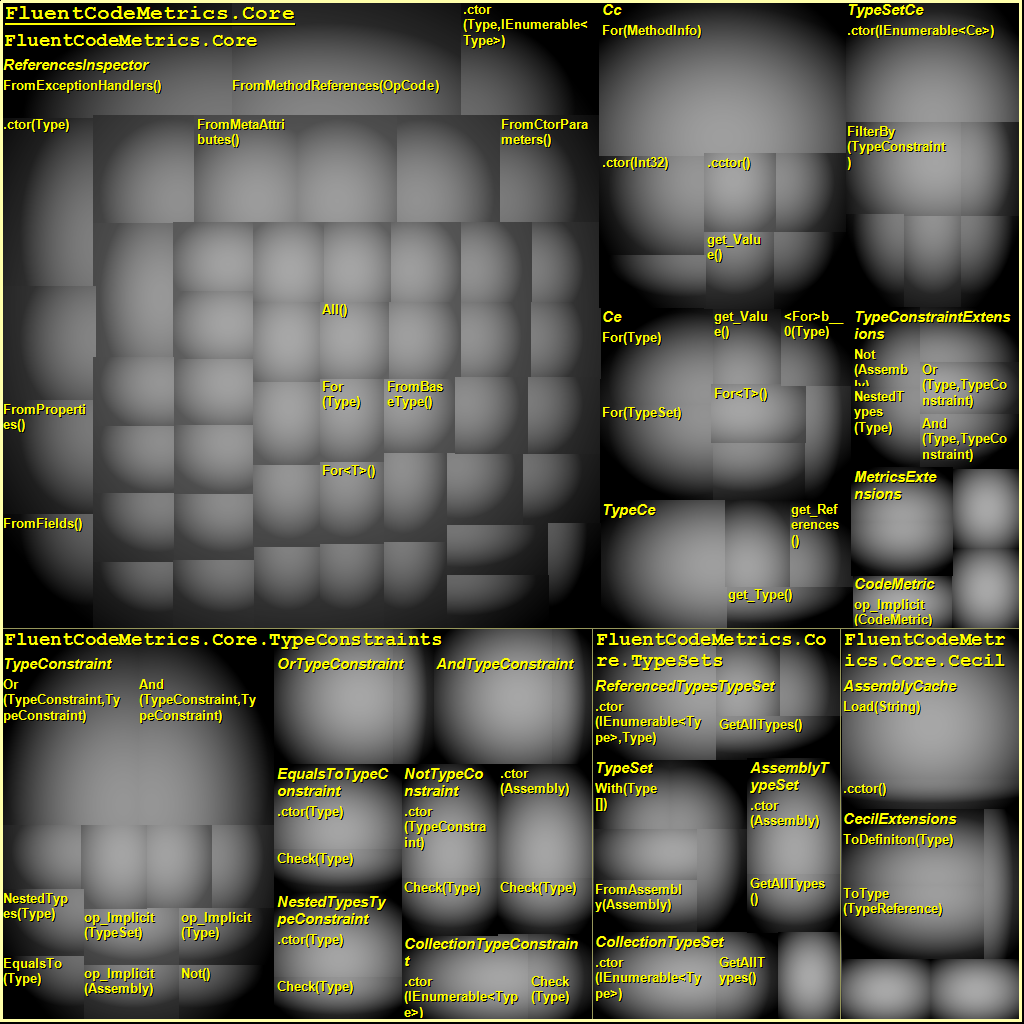 FluentCodeMetrics.Core
FluentCodeMetrics.Core
ReferencesInspector
FromExceptionHandlers()
FromMethodReferences(OpCode)
.ctor
(Type,IEnumerable<
Type>)
.ctor(Type)
FromMetaAttri
butes()
FromCtorPara
meters()
All()
For
(Type)
FromBas
eType()
FromProperti
es()
For<T>()
FromFields()
Cc
For(MethodInfo)
.ctor(Int32)
.cctor()
get_Valu
e()
TypeSetCe
.ctor(IEnumerable<Ce>)
FilterBy
(TypeConstraint
)
Ce
For(Type)
get_Valu
e()
<For>b__
0(Type)
For<T>()
For(TypeSet)
TypeConstraintExtens
ions
Not
(Assemb
ly)
Or
(Type,TypeCo
nstraint)
NestedT
ypes
(Type)
And
(Type,TypeCo
nstraint)
TypeCe
get_Ref
erences
()
get_Type()
MetricsExte
nsions
CodeMetric
op_Implicit
(CodeMetric)
FluentCodeMetrics.Core.TypeConstraints
TypeConstraint
Or
(TypeConstraint,Ty
peConstraint)
And
(TypeConstraint,Ty
peConstraint)
NestedTyp
es(Type)
op_Implicit
(TypeSet)
op_Implicit
(Type)
EqualsTo
(Type)
op_Implicit
(Assembly)
Not()
OrTypeConstraint
AndTypeConstraint
EqualsToTypeC
onstraint
.ctor(Type)
Check(Type)
NotTypeCo
nstraint
.ctor
(TypeConstra
int)
Check(Type)
.ctor
(Assembly)
Check(Type)
NestedTypesTy
peConstraint
.ctor(Type)
Check(Type)
CollectionTypeConstrain
t
.ctor
(IEnumerable<Typ
e>)
Check
(Type)
FluentCodeMetrics.Co
re.TypeSets
ReferencedTypesTypeSet
.ctor
(IEnumerable<Ty
pe>,Type)
GetAllTypes()
TypeSet
With(Type
[])
FromAssembl
y(Assembly)
AssemblyT
ypeSet
.ctor
(Assembly)
GetAllTypes
()
CollectionTypeSet
.ctor
(IEnumerable<Ty
pe>)
GetAllT
ypes()
FluentCodeMetr
ics.Core.Cecil
AssemblyCache
Load(String)
.cctor()
CecilExtensions
ToDefiniton(Type)
ToType
(TypeReference)